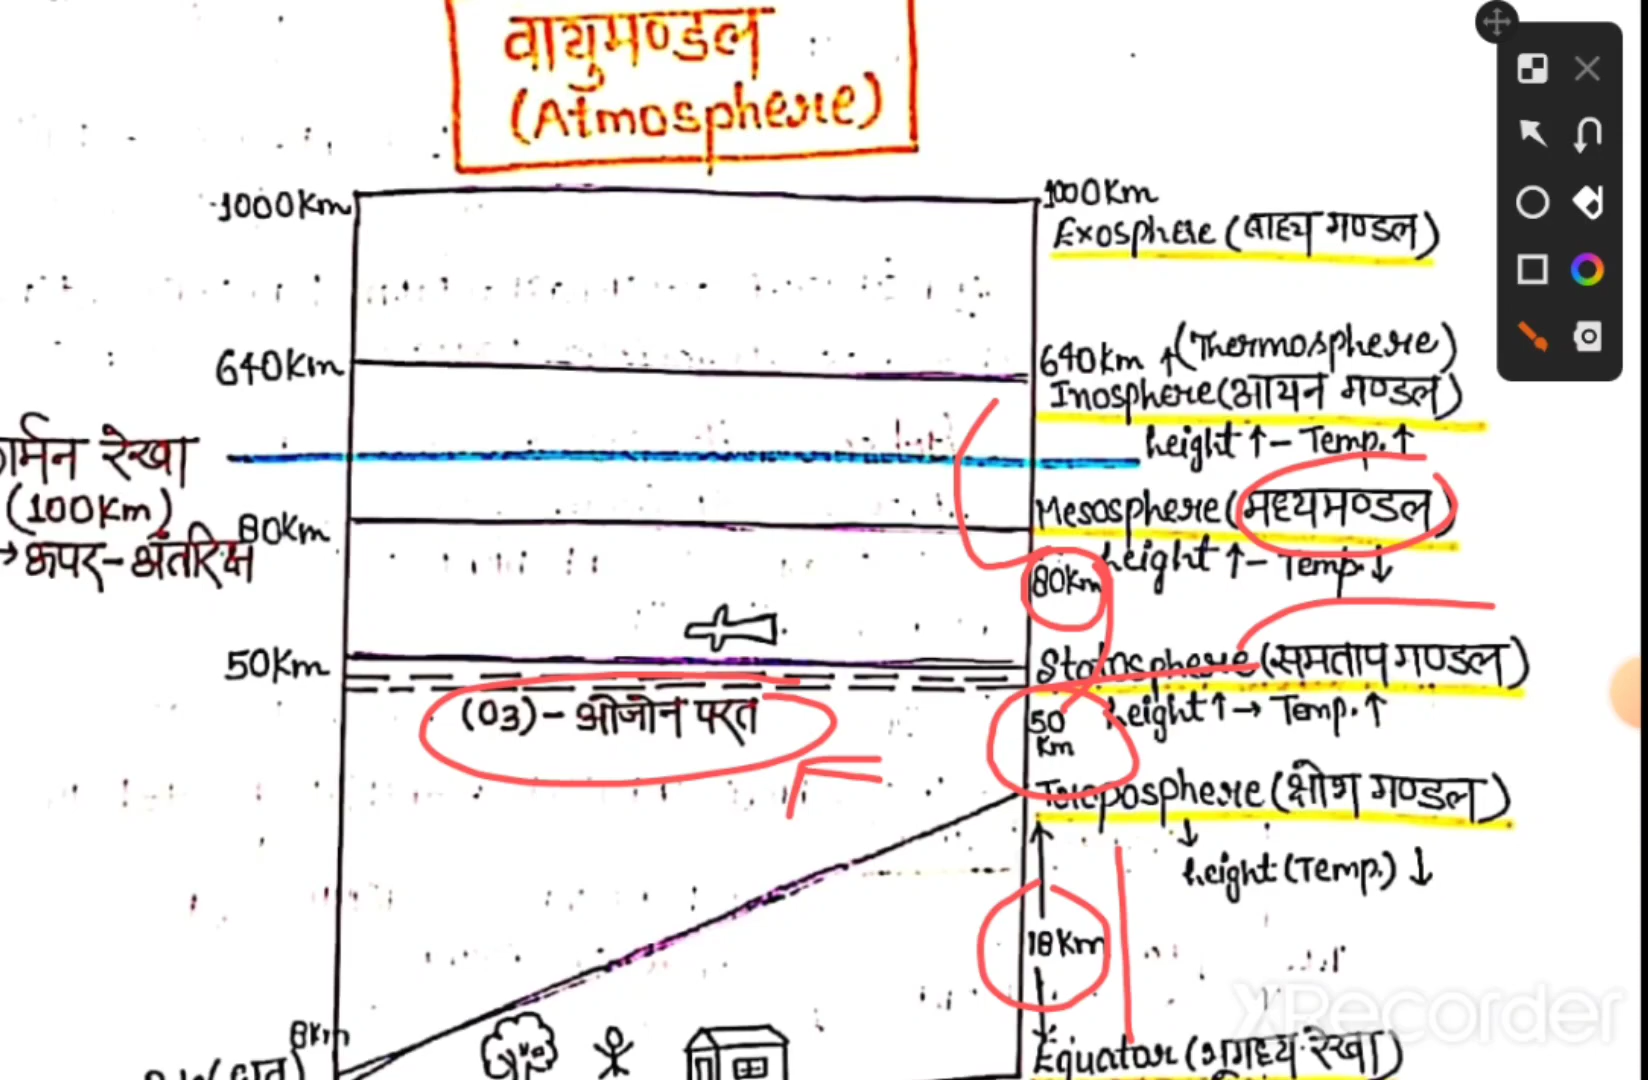 वायुमण्डल
(Atmosphere)
1000Km
1000Km
Exosphere (बाह्य मण्डल)
640Km
640Km ↑(Thermosphere)
Inosphere(आयन मण्डल)
height ↑ - Temp. ↑
रेखा
(100Km)
80Km
→ऊपर-अंतरिक्ष
Mesosphere (मध्यमण्डल)
height ↑ - Temp ↓
80Km
50Km
(समताप मण्डल)
(O3) - ओजोन परत
height ↑ → Temp. ↑
50
Km
(क्षोभ मण्डल)
↓
height (Temp.) ↓
18Km
8Km
Equator (भूमध्य रेखा)
XRecorder